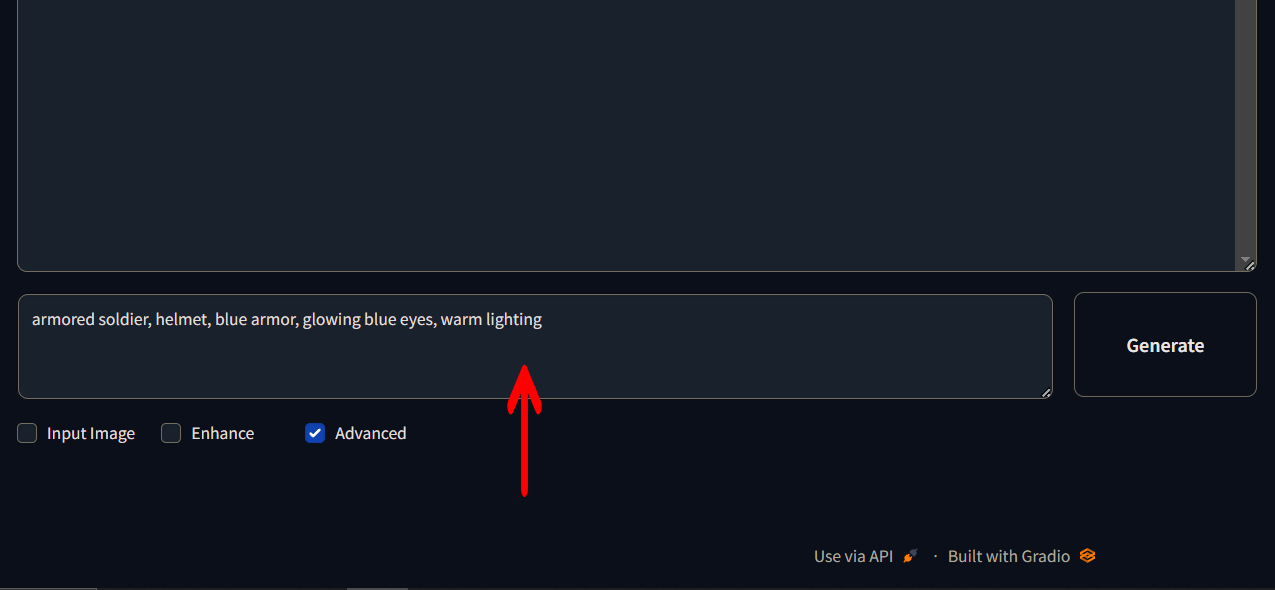 armored soldier, helmet, blue armor, glowing blue eyes, warm lighting
Generate
Input Image
Enhance
Advanced
Use via API · Built with Gradio